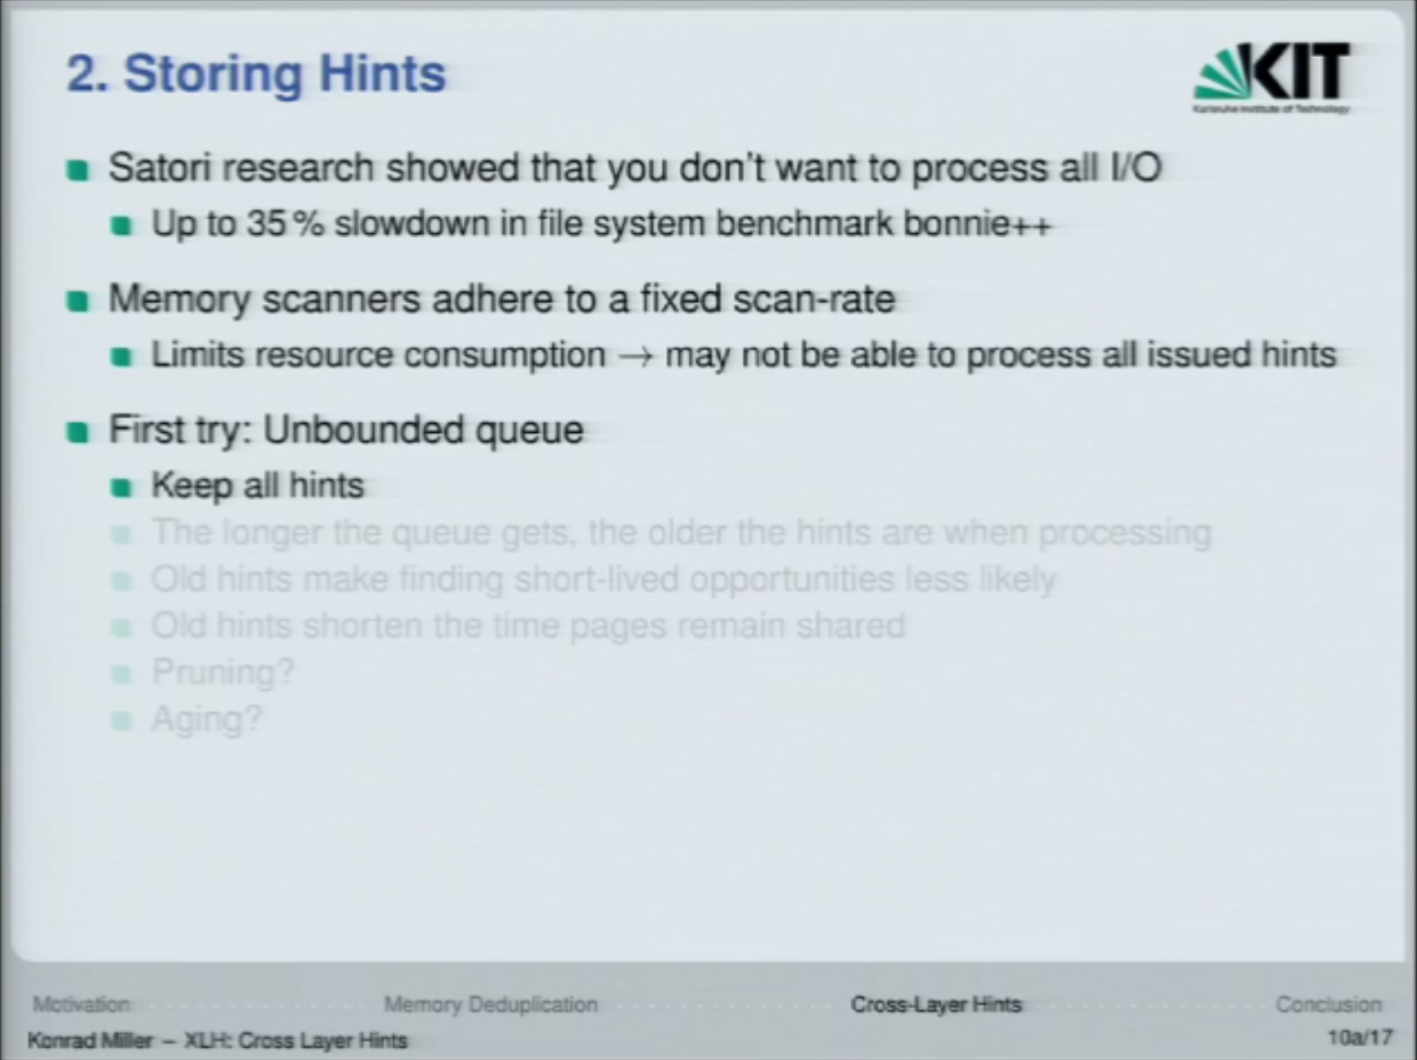 2. Storing Hints
KIT
Karlsruhe Institute of Technology
Satori research showed that you don't want to process all I/O
Up to 35 % slowdown in file system benchmark bonnie++
Memory scanners adhere to a fixed scan-rate
Limits resource consumption → may not be able to process all issued hints
First try: Unbounded queue
Keep all hints
The longer the queue gets, the older the hints are when processing
Old hints make finding short-lived opportunities less likely
Old hints shorten the time pages remain shared
Pruning?
Aging?
Motivation Memory Deduplication Cross-Layer Hints Conclusion
Konrad Miller – XLH: Cross Layer Hints 10a/17